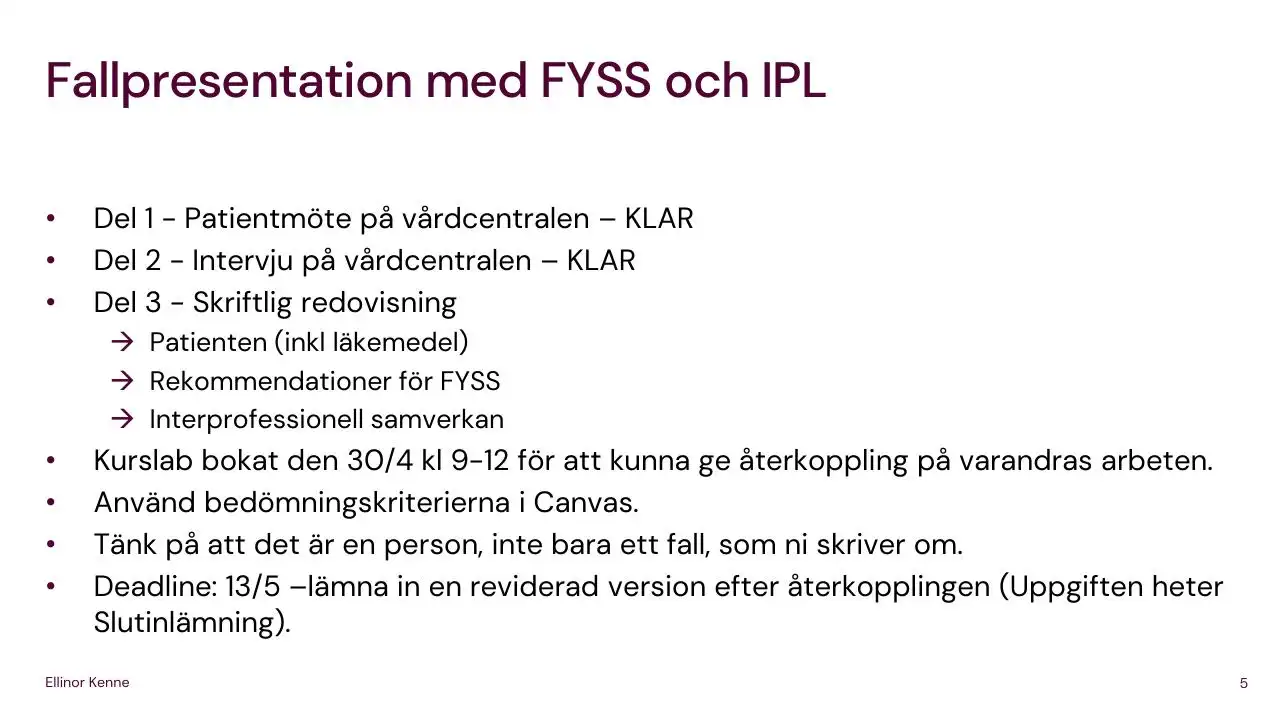 Fallpresentation med FYSS och IPL
• Del 1 - Patientmöte på vårdcentralen – KLAR
• Del 2 - Intervju på vårdcentralen – KLAR
• Del 3 - Skriftlig redovisning
→ Patienten (inkl läkemedel)
→ Rekommendationer för FYSS
→ Interprofessionell samverkan
• Kurslab bokat den 30/4 kl 9-12 för att kunna ge återkoppling på varandras arbeten.
• Använd bedömningskriterierna i Canvas.
• Tänk på att det är en person, inte bara ett fall, som ni skriver om.
• Deadline: 13/5 –lämna in en reviderad version efter återkopplingen (Uppgiften heter
Slutinlämning).
Ellinor Kenne
5